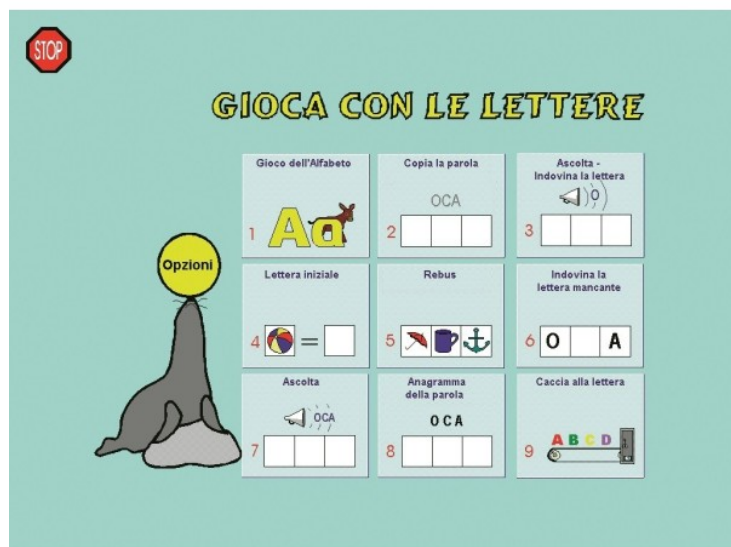 STOP
GIOCA CON LE LETTERE
Gioco dell'Alfabeto
Aa
1
Copia la parola
OCA
2
Ascolta -
Indovina la lettera
O
3
Opzioni
Lettera iniziale
4 =
Rebus
5
Indovina la
lettera mancante
6 O A
Ascolta
OCA
7
Anagramma
della parola
OCA
8
Caccia alla lettera
A B C D
9